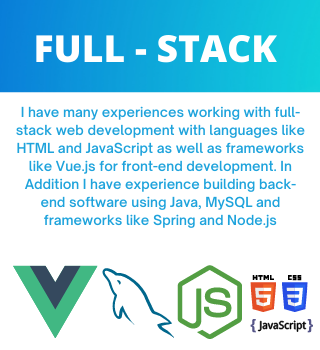 FULL - STACK
I have many experiences working with full-
stack web development with languages like
HTML and JavaScript as well as frameworks
like Vue.js for front-end development. In
Addition I have experience building back-
end software using Java, MySQL and
frameworks like Spring and Node.js
JS
HTML CSS
5 3
{JavaScript}